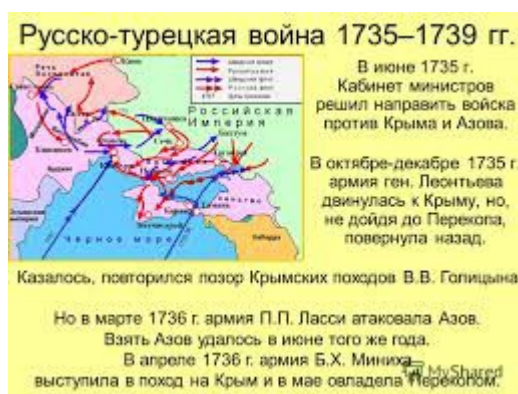 Русско-турецкая война 1735–1739 гг.
В июне 1735 г.
Кабинет министров
решил направить войска
против Крыма и Азова.
В октябре-декабре 1735 г.
армия ген. Леонтьева
двинулась к Крыму, но,
не дойдя до Перекопа,
повернула назад.
Российская
Империя
Черное море
Казалось, повторился позор Крымских походов В.В. Голицына
Но в марте 1736 г. армия П.П. Ласси атаковала Азов.
Взять Азов удалось в июне того же года.
В апреле 1736 г. армия Б.Х. Миниха
выступила в поход на Крым и в мае овладела Перекопом.
MyShared